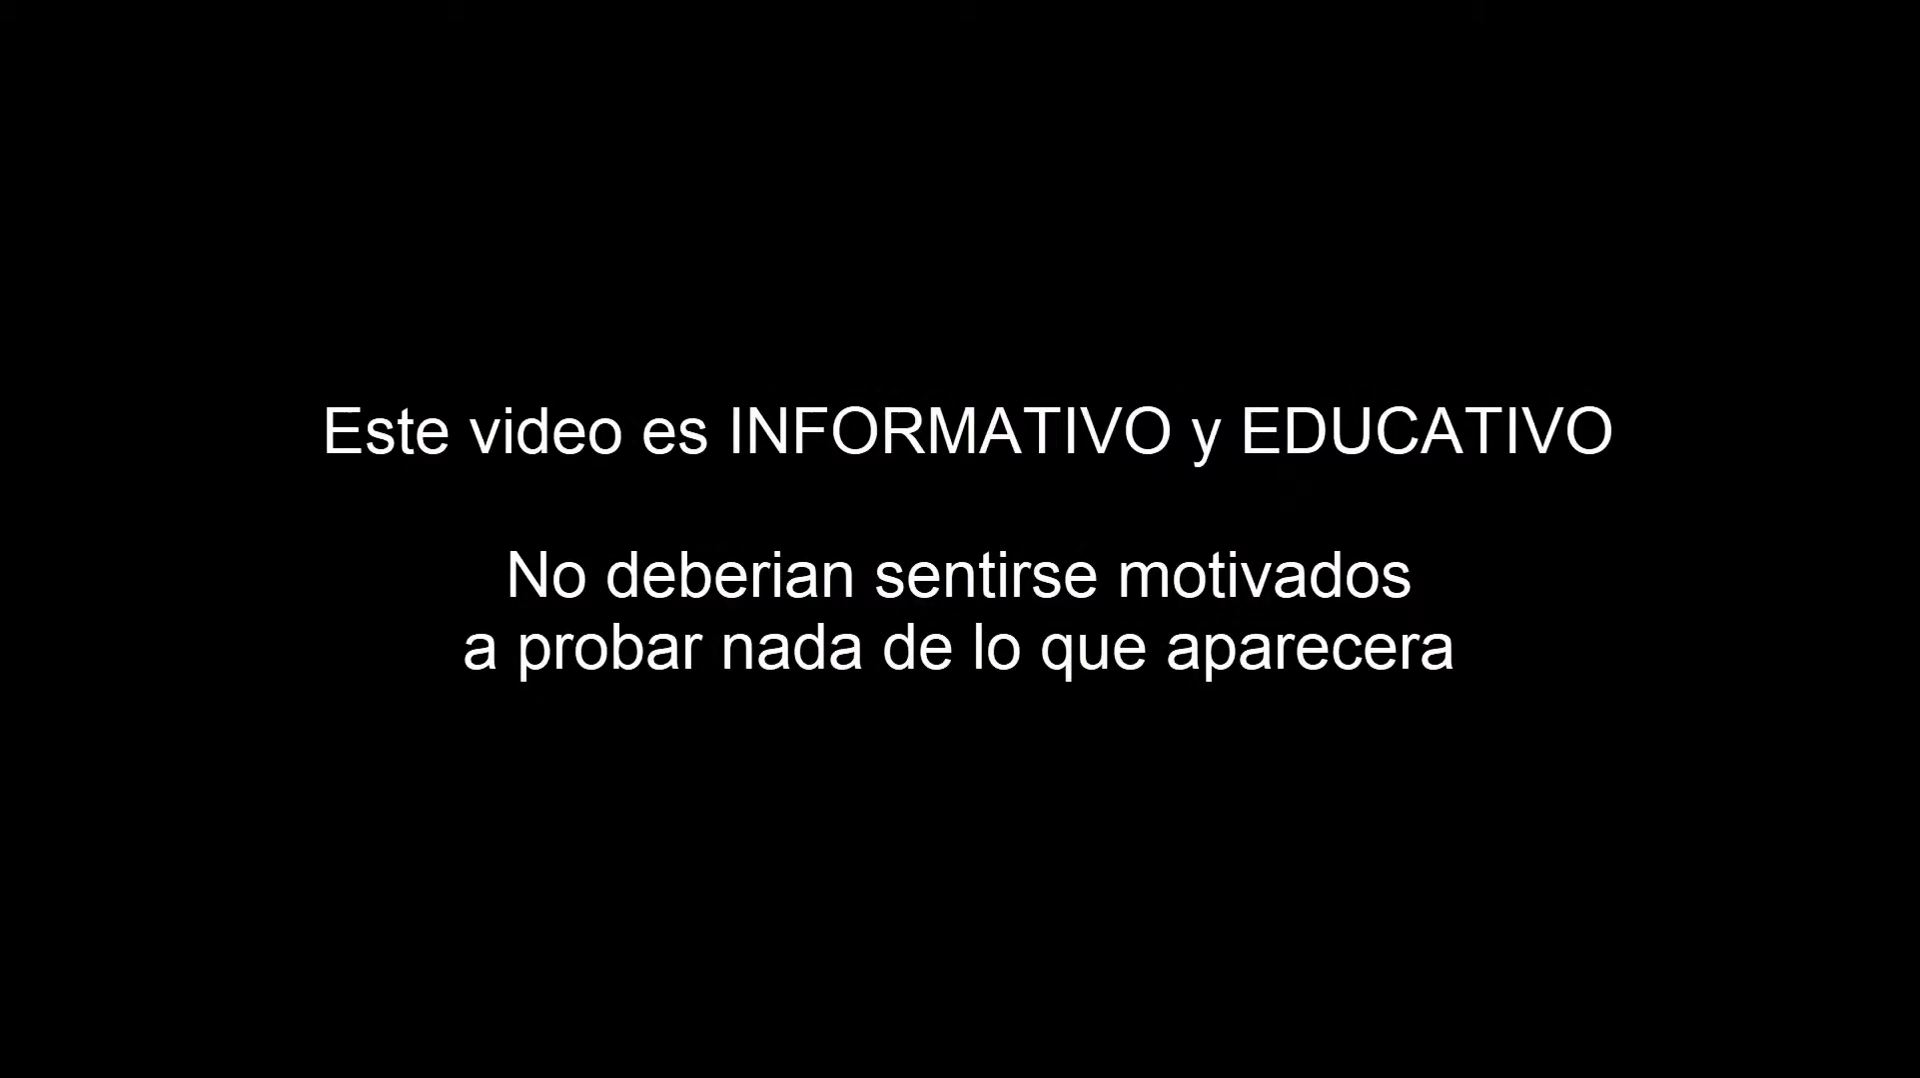 Este video es INFORMATIVO y EDUCATIVO
No deberian sentirse motivados
a probar nada de lo que aparecera